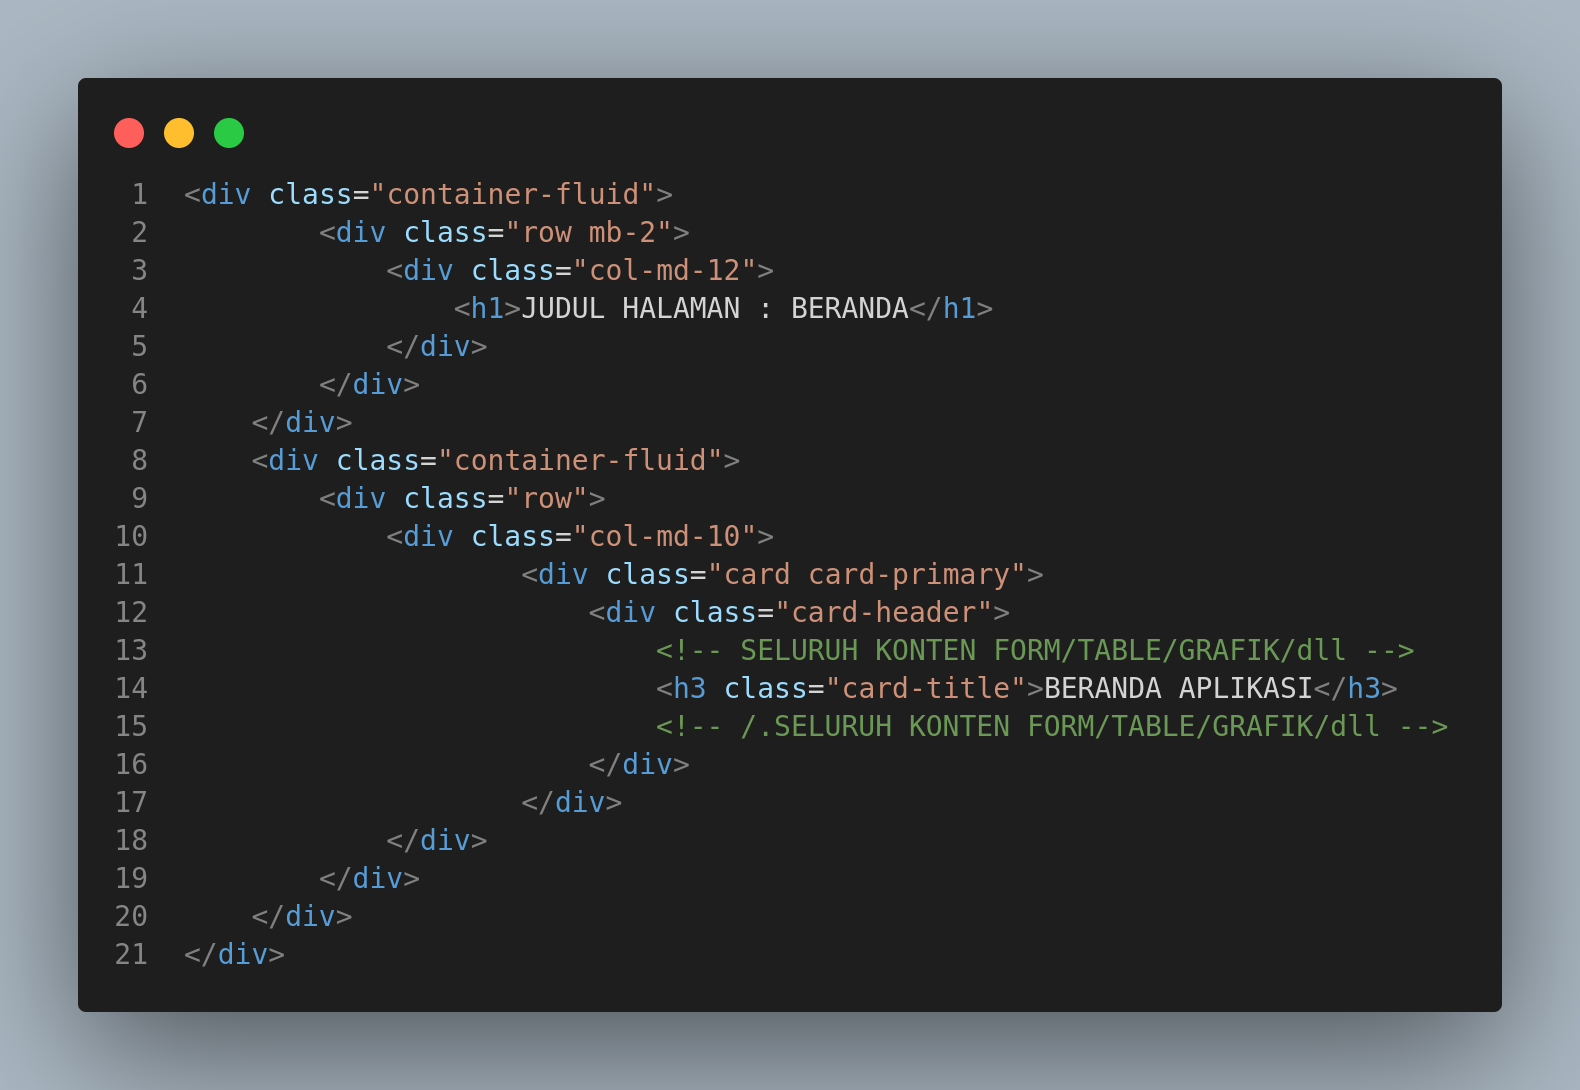 1 <div class="container-fluid">
2         <div class="row mb-2">
3             <div class="col-md-12">
4                 <h1>JUDUL HALAMAN : BERANDA</h1>
5             </div>
6         </div>
7     </div>
8     <div class="container-fluid">
9         <div class="row">
10             <div class="col-md-10">
11                     <div class="card card-primary">
12                         <div class="card-header">
13                             <!-- SELURUH KONTEN FORM/TABLE/GRAFIK/dll -->
14                             <h3 class="card-title">BERANDA APLIKASI</h3>
15                             <!-- /.SELURUH KONTEN FORM/TABLE/GRAFIK/dll -->
16                         </div>
17                     </div>
18             </div>
19         </div>
20     </div>
21 </div>